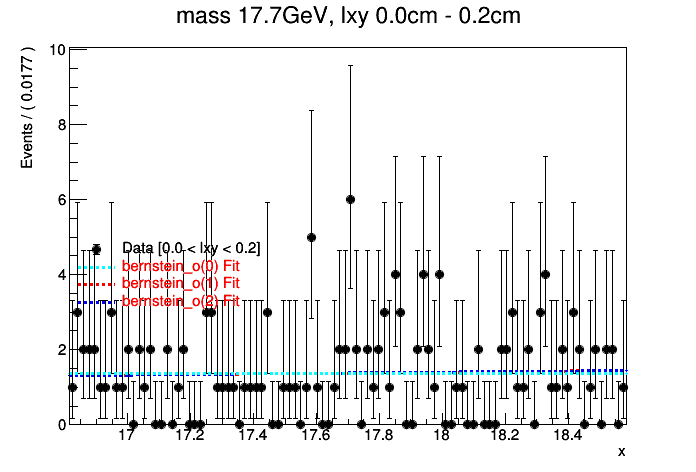 mass 17.7GeV, lxy 0.0cm - 0.2cm
Events / ( 0.0177 )
10
8
6
4
2
0
Data [0.0 < lxy < 0.2]
bernstein_o(0) Fit
bernstein_o(1) Fit
bernstein_o(2) Fit
17 17.2 17.4 17.6 17.8 18 18.2 18.4
x